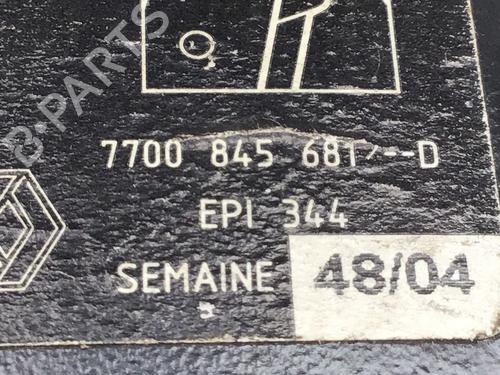 B-PARTS
7700 845 681/--D
EPI 344
SEMAINE 48/04